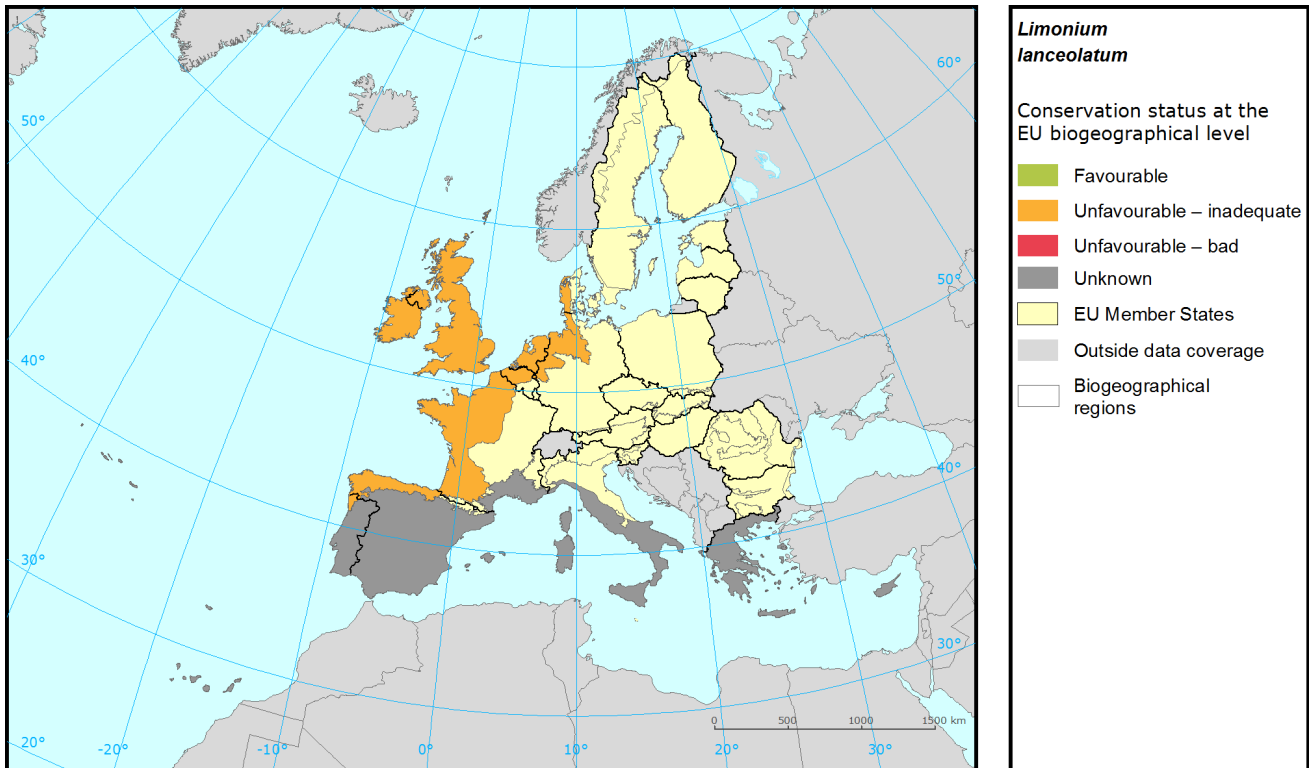 Limonium
lanceolatum
Conservation status at the
EU biogeographical level
Favourable
Unfavourable – inadequate
Unfavourable – bad
Unknown
EU Member States
Outside data coverage
Biogeographical
regions
60°
50°
50°
40°
40°
30°
30°
0 500 1000 1500 km
20° -20° -10° 0° 10° 20° 30°